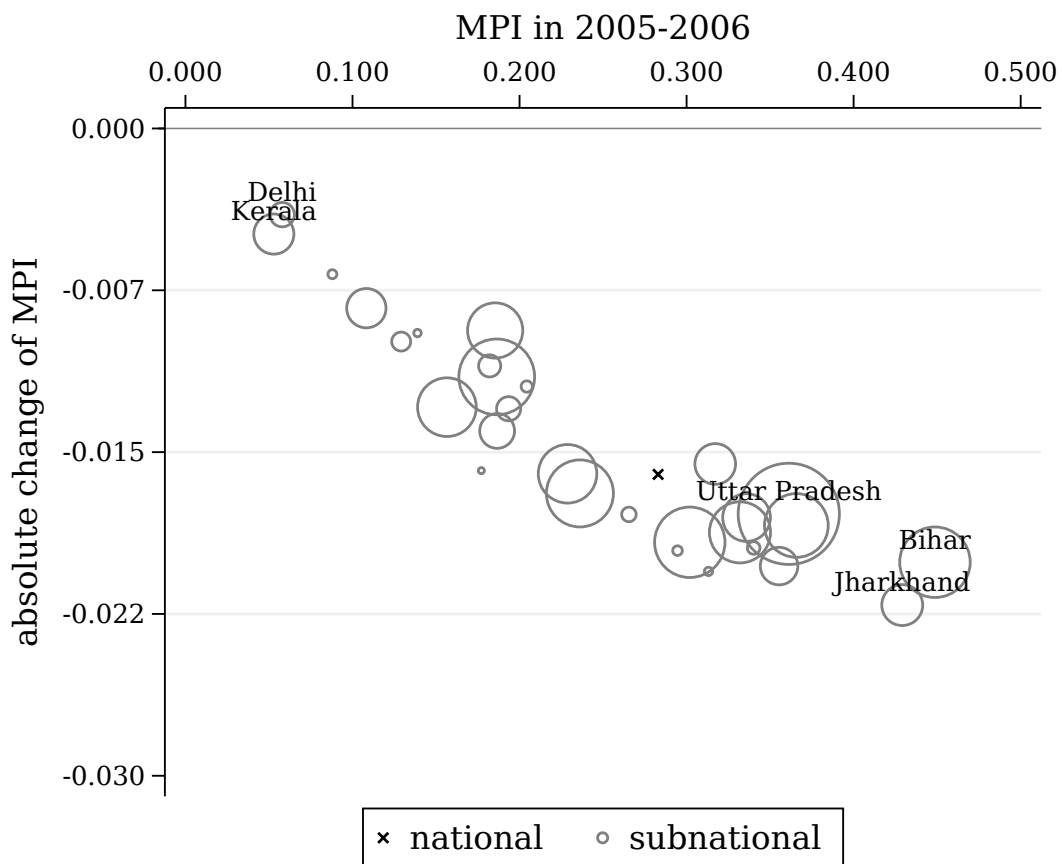 MPI in 2005-2006
0.000 0.100 0.200 0.300 0.400 0.500
0.000
Delhi
Kerala
-0.007
-0.015
Uttar Pradesh
Bihar
Jharkhand
-0.022
-0.030
absolute change of MPI
national subnational